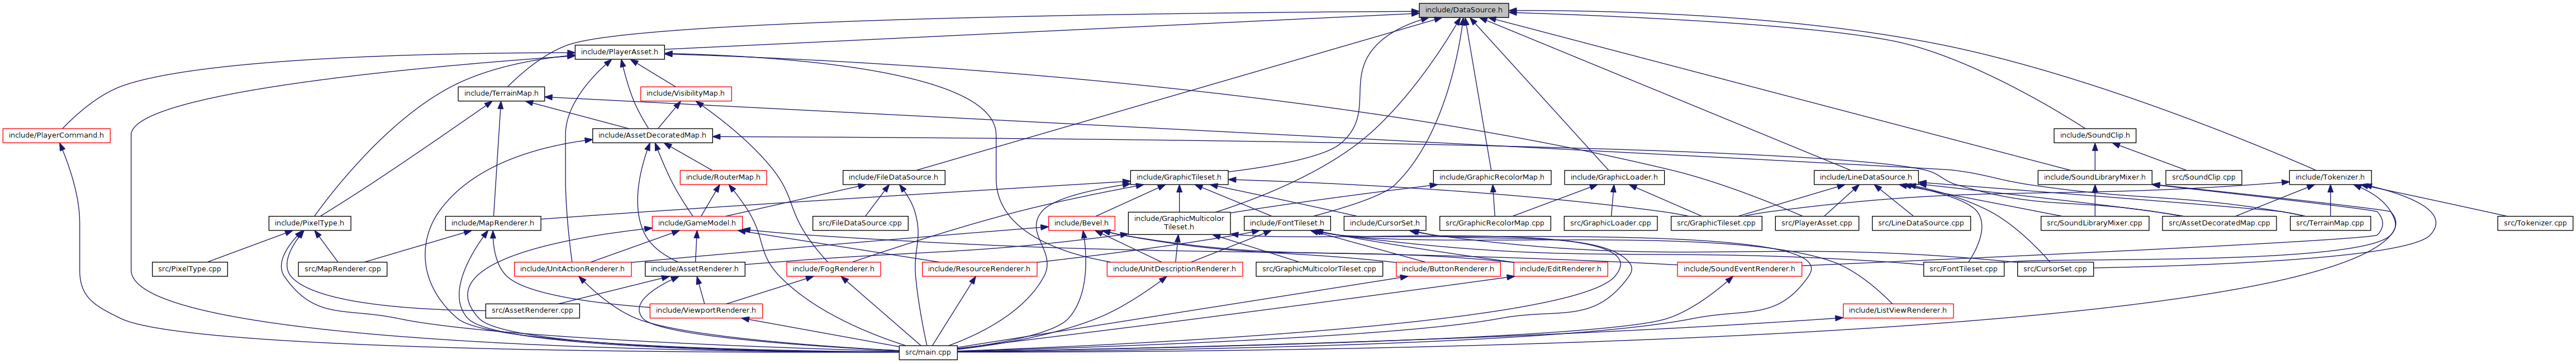 include/DataSource.h
include/PlayerAsset.h
include/TerrainMap.h
include/VisibilityMap.h
include/PlayerCommand.h
include/AssetDecoratedMap.h
include/SoundClip.h
include/RouterMap.h
include/FileDataSource.h
include/GraphicTileset.h
include/GraphicRecolorMap.h
include/GraphicLoader.h
include/LineDataSource.h
include/SoundLibraryMixer.h
src/SoundClip.cpp
include/Tokenizer.h
include/PixelType.h
include/MapRenderer.h
include/GameModel.h
src/FileDataSource.cpp
include/Bevel.h
include/GraphicMulticolor
Tileset.h
include/FontTileset.h
include/CursorSet.h
src/GraphicRecolorMap.cpp
src/GraphicLoader.cpp
src/GraphicTileset.cpp
src/PlayerAsset.cpp
src/LineDataSource.cpp
src/SoundLibraryMixer.cpp
src/AssetDecoratedMap.cpp
src/TerrainMap.cpp
src/Tokenizer.cpp
src/PixelType.cpp
src/MapRenderer.cpp
include/UnitActionRenderer.h
include/AssetRenderer.h
include/FogRenderer.h
include/ResourceRenderer.h
include/UnitDescriptionRenderer.h
src/GraphicMulticolorTileset.cpp
include/ButtonRenderer.h
include/EditRenderer.h
include/SoundEventRenderer.h
src/FontTileset.cpp
src/CursorSet.cpp
src/AssetRenderer.cpp
include/ViewportRenderer.h
include/ListViewRenderer.h
src/main.cpp